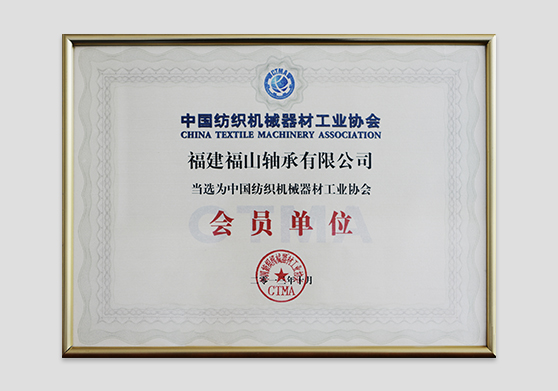 CTMA
中国纺织机械器材工业协会
CHINA TEXTILE MACHINERY ASSOCIATION
福建福山轴承有限公司
当选为中国纺织机械器材工业协会
会员单位
CTMA